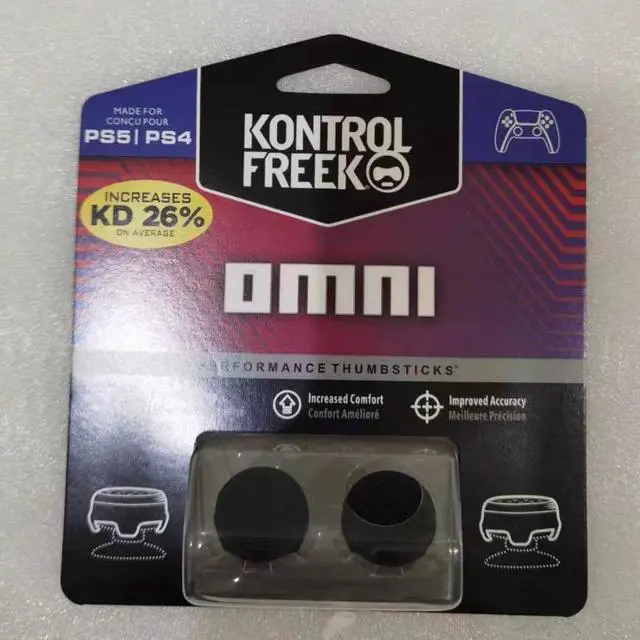 MADE FOR
CONÇU POUR
PS5 | PS4
KONTROL
FREEK
INCREASES
KD 26%
ON AVERAGE
OMNI
PERFORMANCE THUMBSTICKS
Increased Comfort
Confort Amélioré
Improved Accuracy
Meilleure Précision